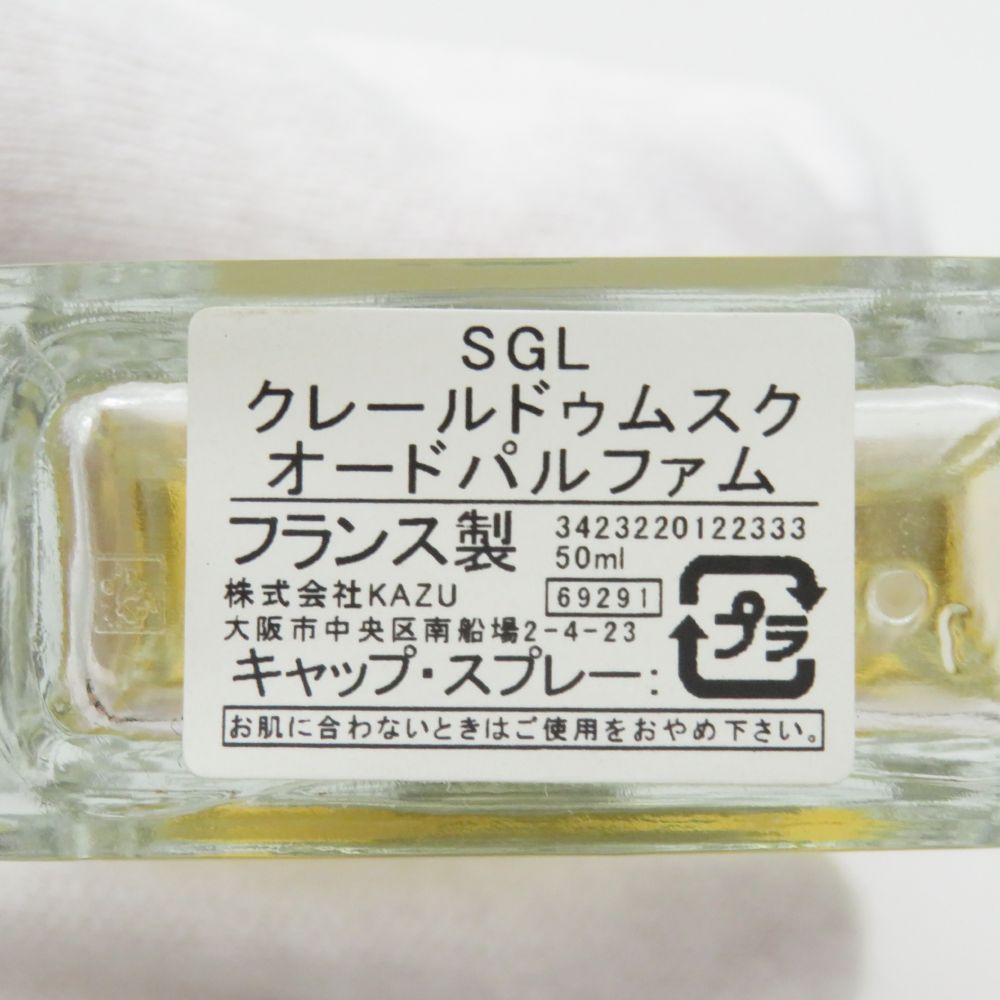 SGL
クレールドゥムスク
オードパルファム
フランス製
3423220122333
50ml
株式会社KAZU
69291
大阪市中央区南船場2-4-23
キャップ・スプレー:
プラ
お肌に合わないときはご使用をおやめ下さい。